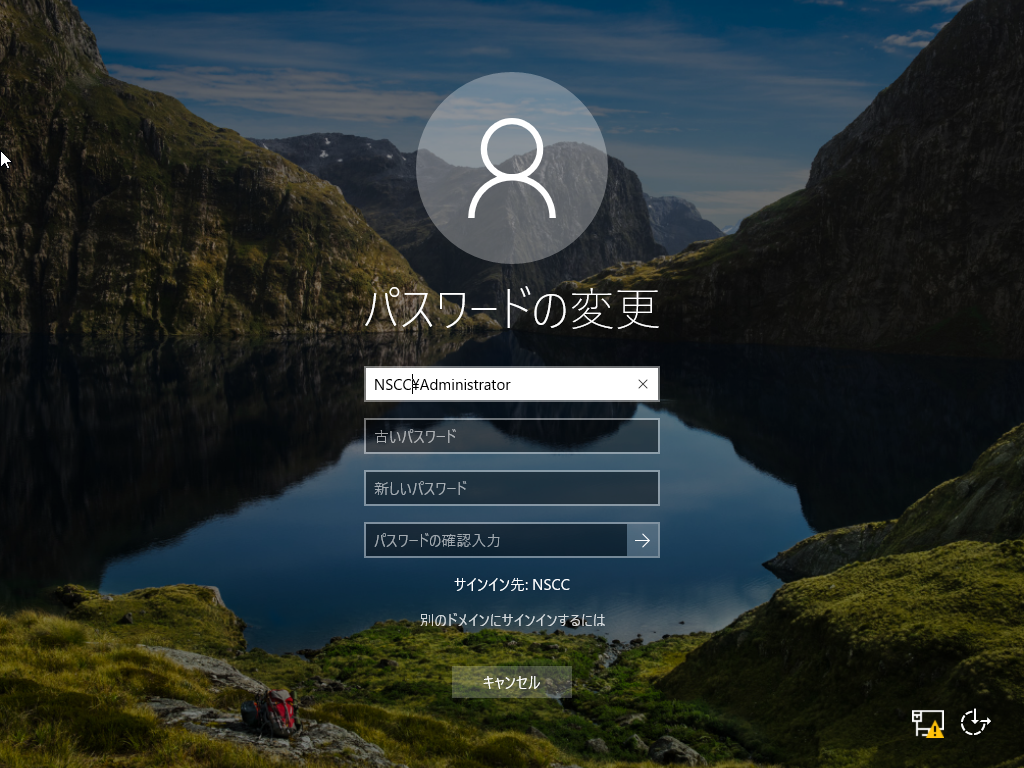 パスワードの変更
NSCC¥Administrator
古いパスワード
新しいパスワード
パスワードの確認入力
サインイン先: NSCC
別のドメインにサインインするには
キャンセル